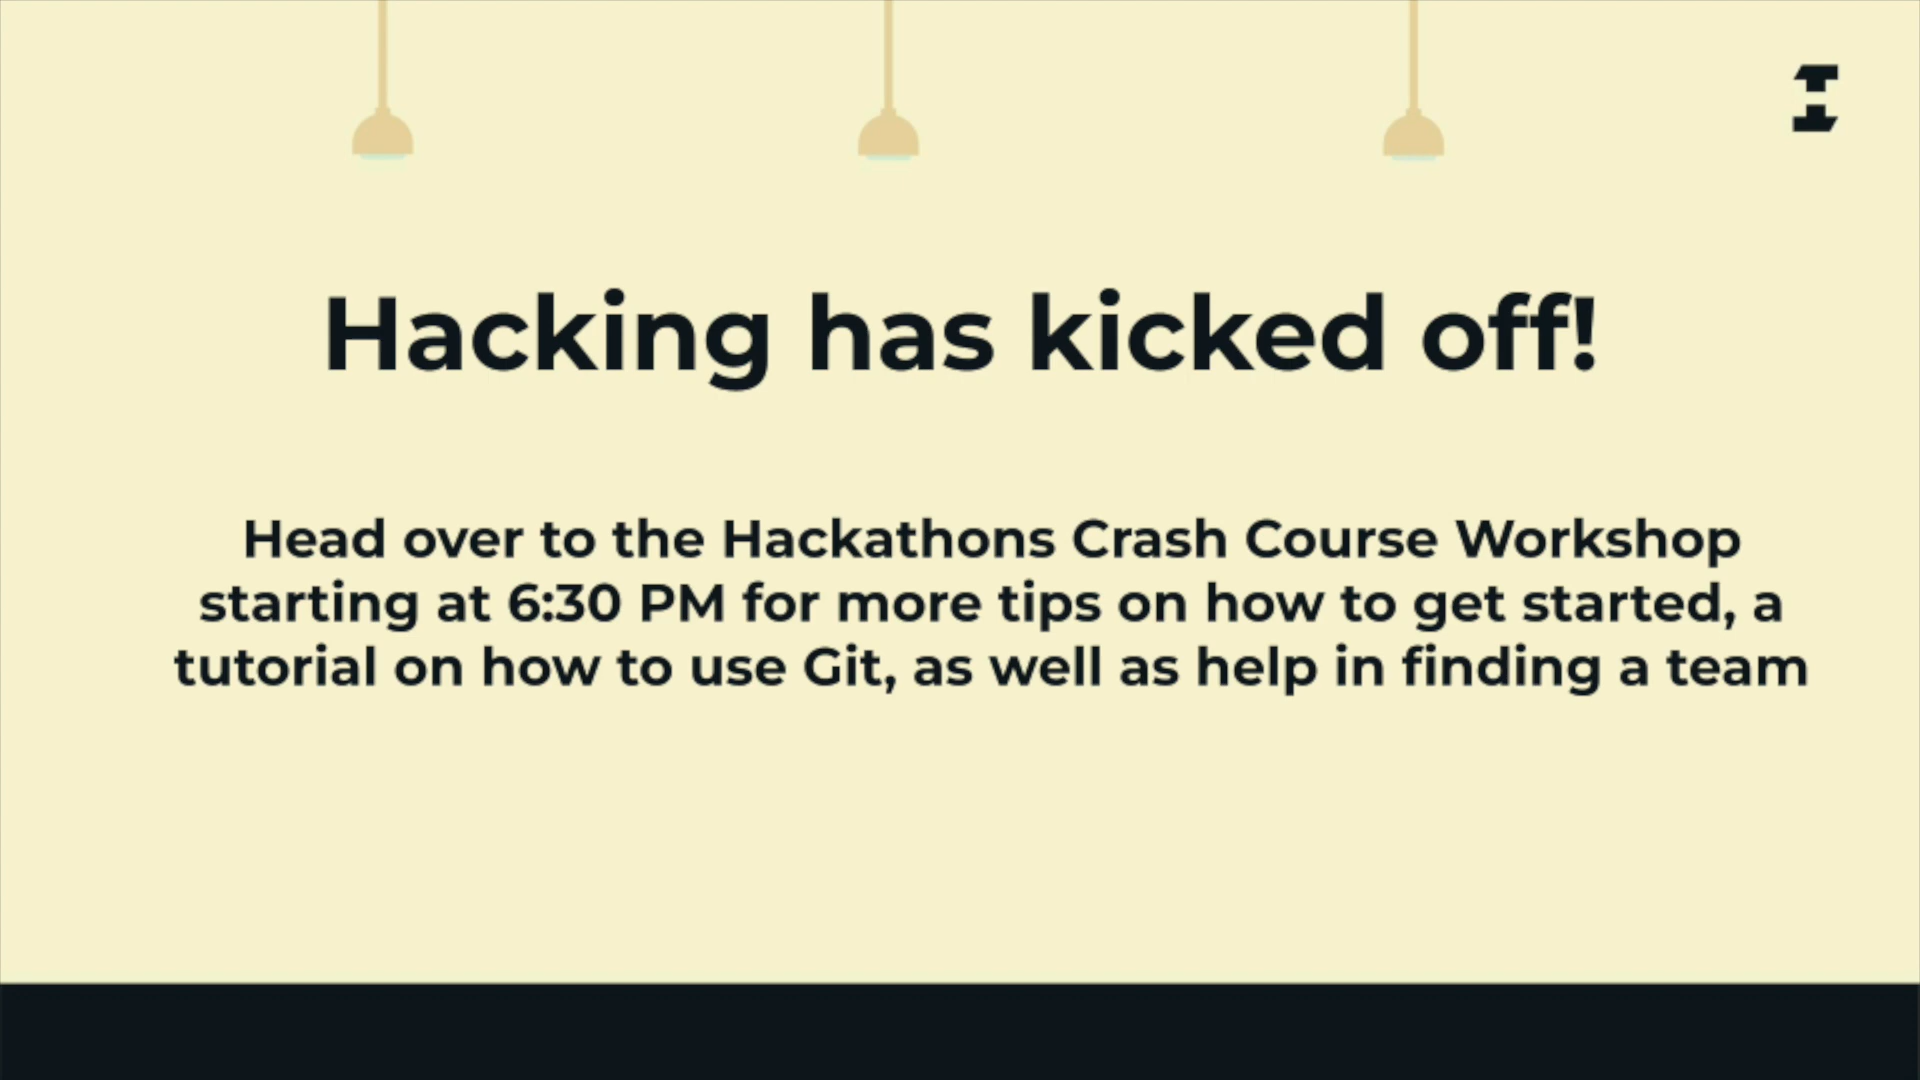 Hacking has kicked off!
Head over to the Hackathons Crash Course Workshop
starting at 6:30 PM for more tips on how to get started, a
tutorial on how to use Git, as well as help in finding a team